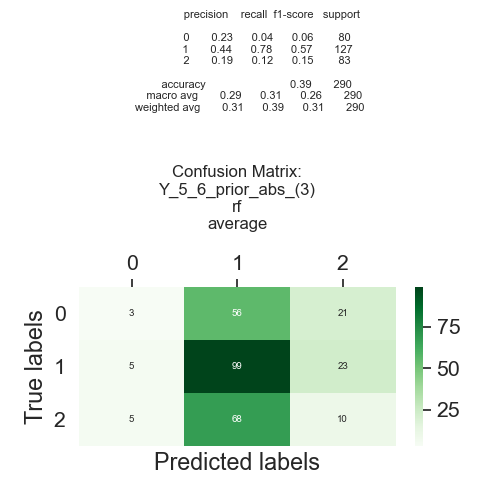 precision recall f1-score support
0 0.23 0.04 0.06 80
1 0.44 0.78 0.57 127
2 0.19 0.12 0.15 83
accuracy 0.39 290
macro avg 0.29 0.31 0.26 290
weighted avg 0.31 0.39 0.31 290
Confusion Matrix:
Y_5_6_prior_abs_(3)
rf
average
0 1 2
0 3 56 21
1 5 99 23
2 5 68 10
True labels
Predicted labels
75
50
25